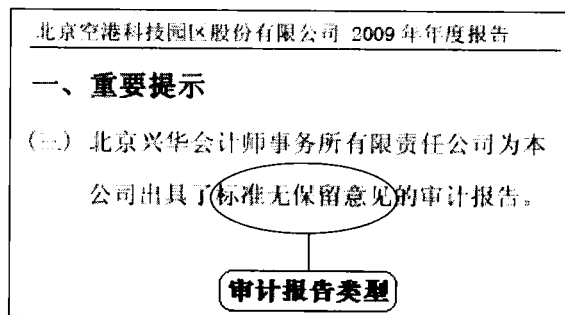 北京空港科技园区股份有限公司 2009 年年度报告
一、重要提示
(三) 北京兴华会计师事务所有限责任公司为本
公司出具了标准无保留意见的审计报告。
审计报告类型